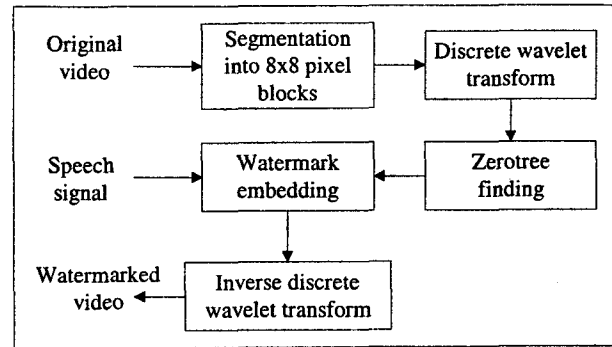 Original
video
Segmentation
into 8x8 pixel
blocks
Discrete wavelet
transform
Speech
signal
Watermark
embedding
Zerotree
finding
Watermarked
video
Inverse discrete
wavelet transform